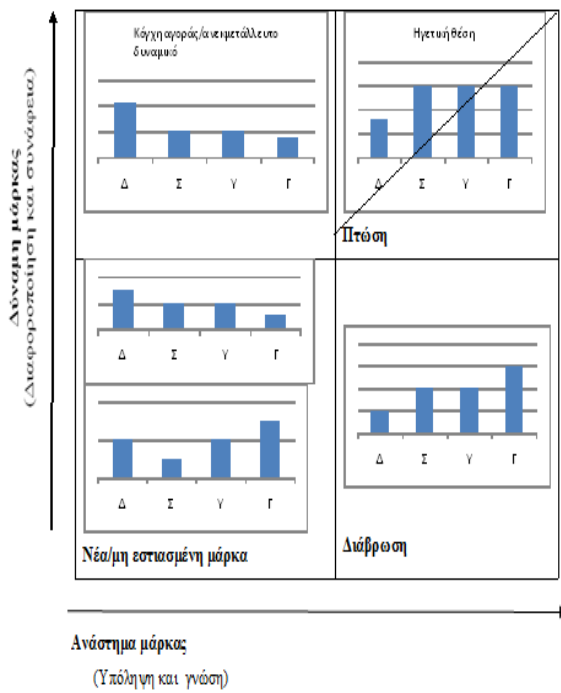 Δύναμη μάρκας
(Διαφοροποίηση και συνάφεια)
Κόγχη αγοράς/ανεκμετάλλευτο
δυναμικό
Δ Σ Υ Γ
Ηγετική θέση
Δ Σ Υ Γ
Πτώση
Δ Σ Υ Γ
Δ Σ Υ Γ
Νέα/μη εστιασμένη μάρκα
Δ Σ Υ Γ
Διάβρωση
Ανάστημα μάρκας
(Υπόληψη και γνώση)